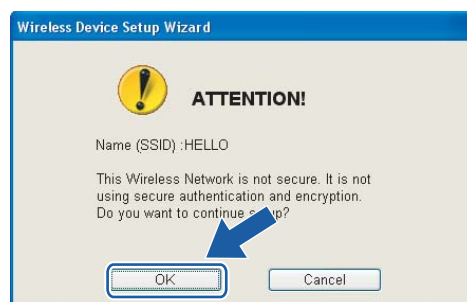 Wireless Device Setup Wizard
ATTENTION!
Name (SSID) :HELLO
This Wireless Network is not secure. It is not
using secure authentication and encryption.
Do you want to continue setup?
OK
Cancel